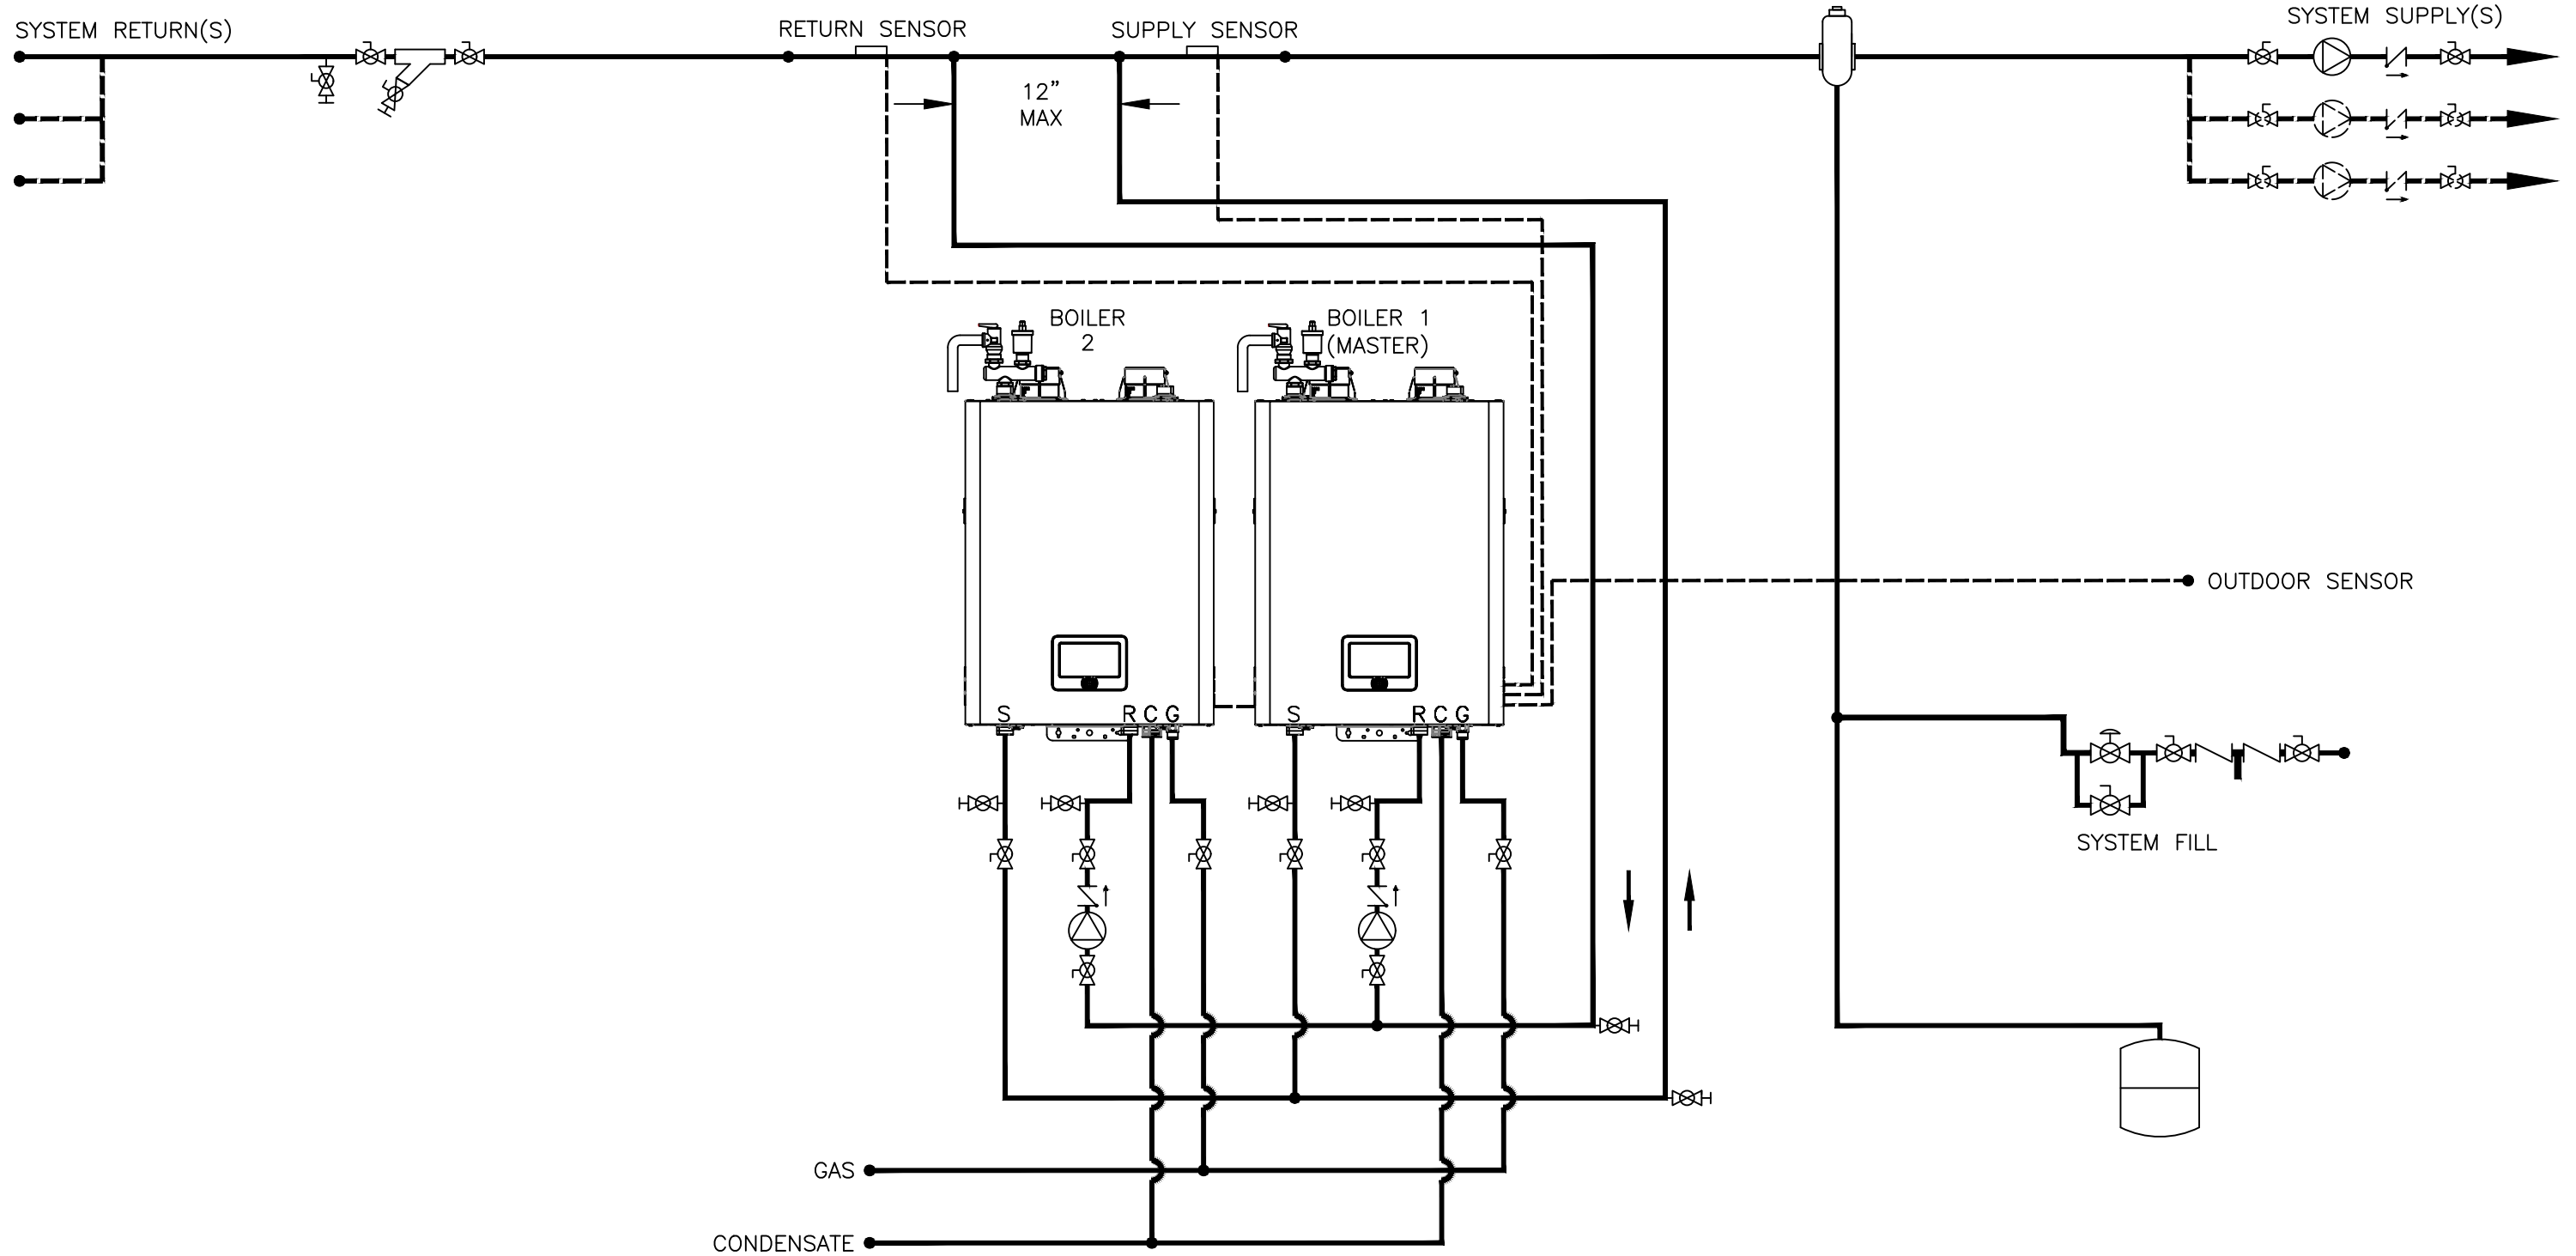 SYSTEM RETURN(S)
RETURN SENSOR
SUPPLY SENSOR
SYSTEM SUPPLY(S)
12”
MAX
BOILER
2
BOILER 1
(MASTER)
OUTDOOR SENSOR
S R C G
S R C G
SYSTEM FILL
GAS
CONDENSATE